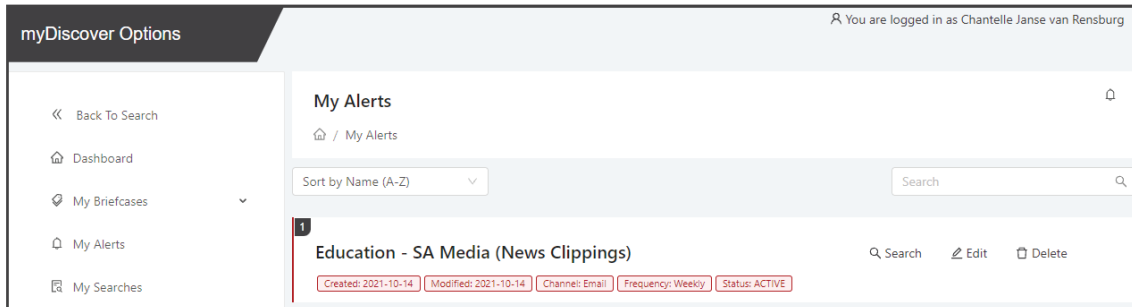 You are logged in as Chantelle Janse van Rensburg
myDiscover Options
Back To Search
Dashboard
My Briefcases
My Alerts
My Searches
My Alerts
/ My Alerts
Sort by Name (A-Z)
Search
1
Education - SA Media (News Clippings)
Search Edit Delete
Created: 2021-10-14 Modified: 2021-10-14 Channel: Email Frequency: Weekly Status: ACTIVE